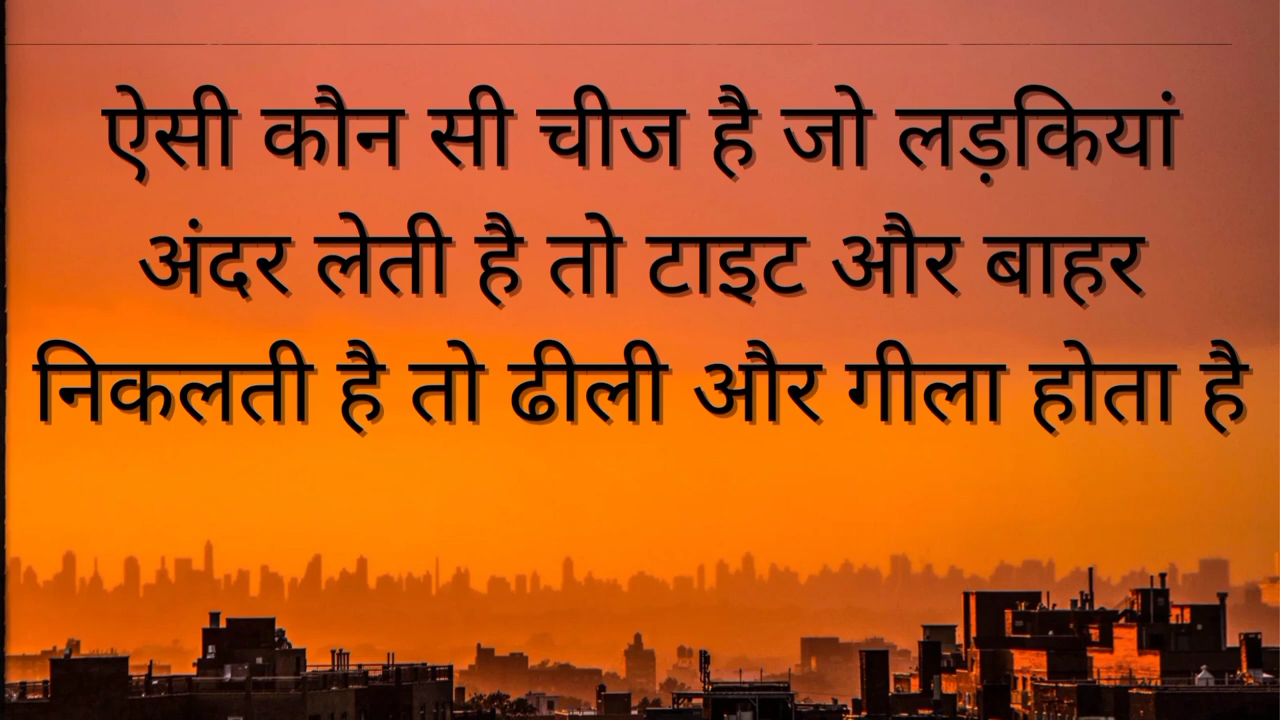 ऐसी कौन सी चीज है जो लड़कियां
अंदर लेती है तो टाइट और बाहर
निकलती है तो ढीली और गीला होता है